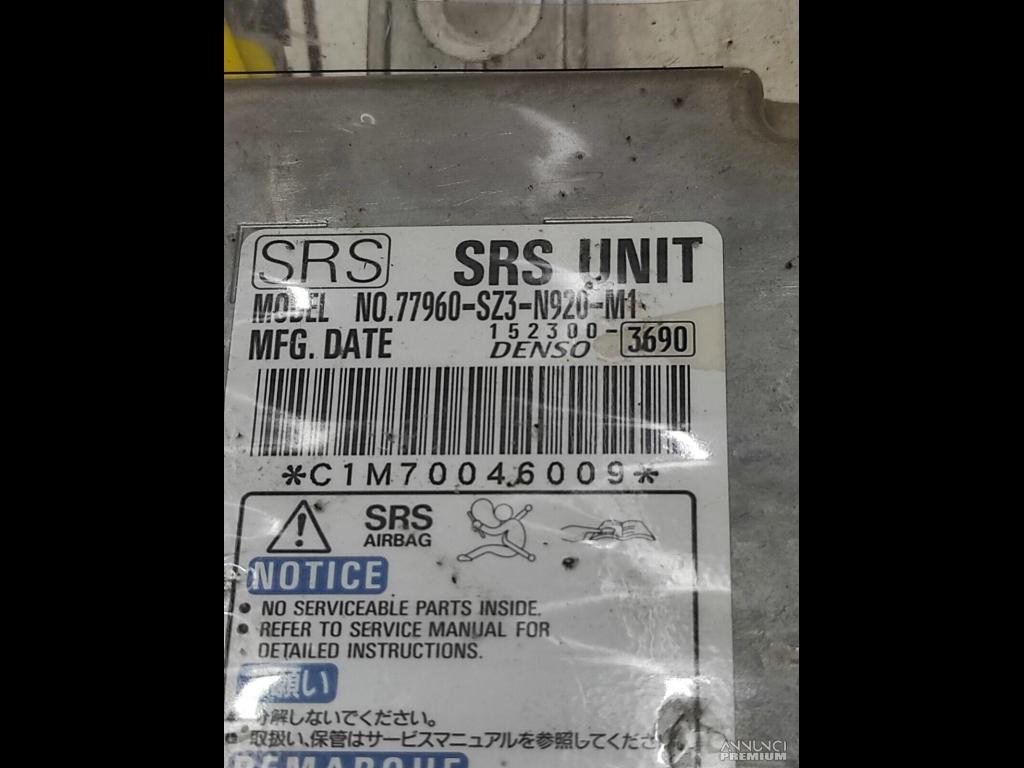 SRS SRS UNIT
MODEL NO.77960-SZ3-N920-M1
152300-3690
MFG. DATE DENSO
*C1M70046009*
SRS
AIRBAG
NOTICE
• NO SERVICEABLE PARTS INSIDE.
• REFER TO SERVICE MANUAL FOR
DETAILED INSTRUCTIONS.
願い
分解しないでください。
• 取扱い、保管はサービスマニュアルを参照してくださ
REMARQUE
ANNUNCI
PREMIUM